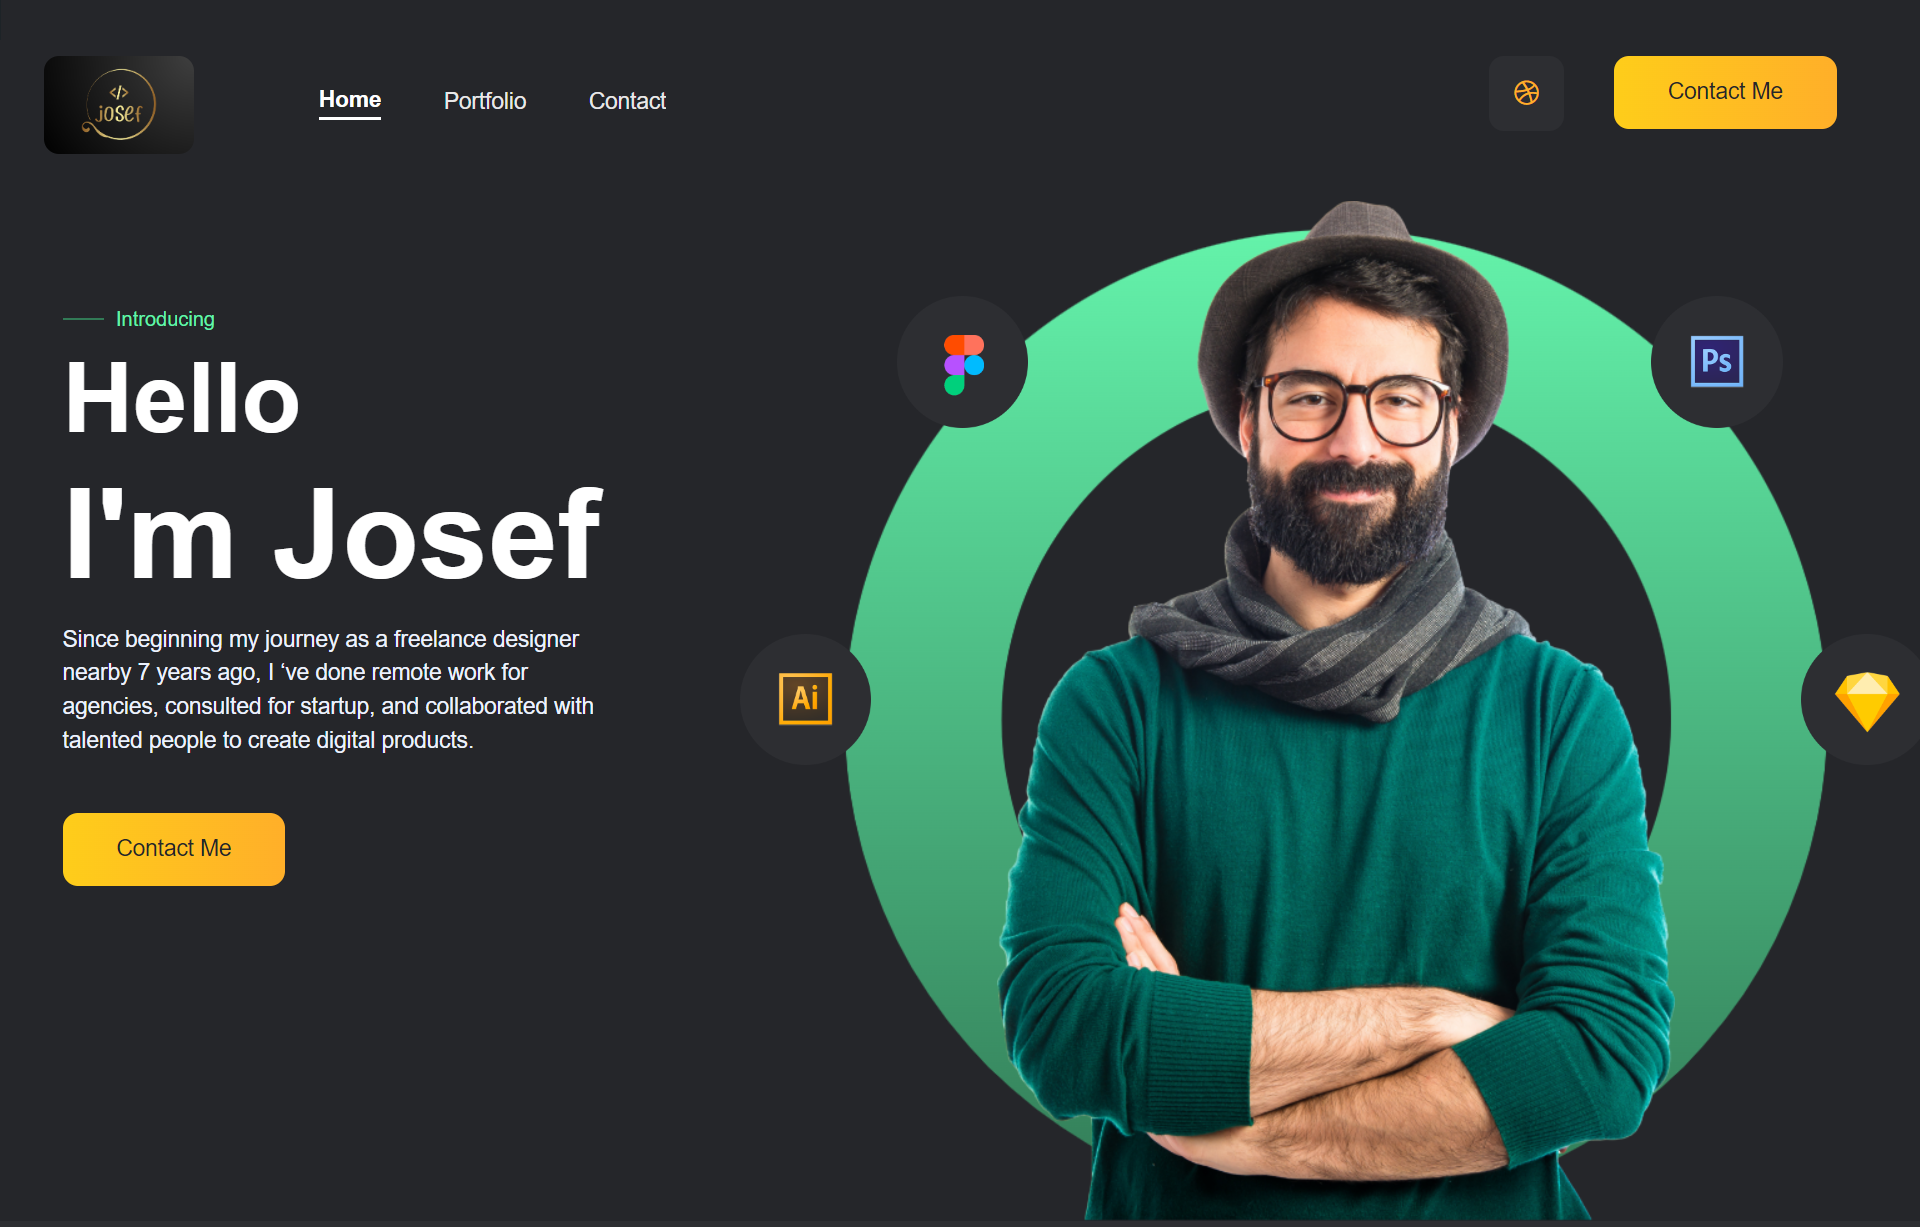 </>
josef
Home
Portfolio
Contact
Contact Me
Introducing
Hello
I'm Josef
Since beginning my journey as a freelance designer
nearby 7 years ago, I ‘ve done remote work for
agencies, consulted for startup, and collaborated with
talented people to create digital products.
Contact Me
Ps
Ai